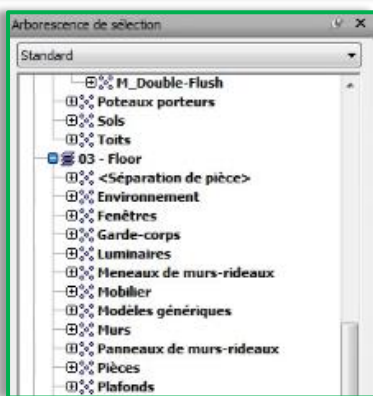 Arborescence de sélection
Standard
M_Double-Flush
Poteaux porteurs
Sols
Toits
03 - Floor
<Séparation de pièce>
Environnement
Fenêtres
Garde-corps
Luminaires
Meneaux de murs-rideaux
Mobilier
Modèles génériques
Murs
Panneaux de murs-rideaux
Pièces
Plafonds